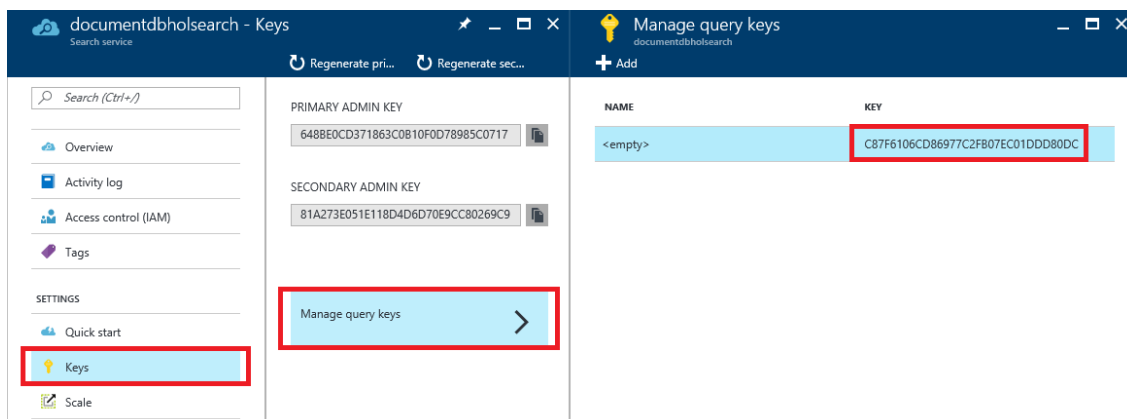 documentdbholsearch - Keys
Search service
Regenerate pri... Regenerate sec...
Search (Ctrl+/)
Overview
Activity log
Access control (IAM)
Tags
SETTINGS
Quick start
Keys
Scale
PRIMARY ADMIN KEY
648BE0CD371863C0B10F0D78985C0717
SECONDARY ADMIN KEY
81A273E051E118D4D6D70E9CC80269C9
Manage query keys
Manage query keys
documentdbholsearch
Add
NAME KEY
<empty> C87F6106CD86977C2FB07EC01DDD80DC